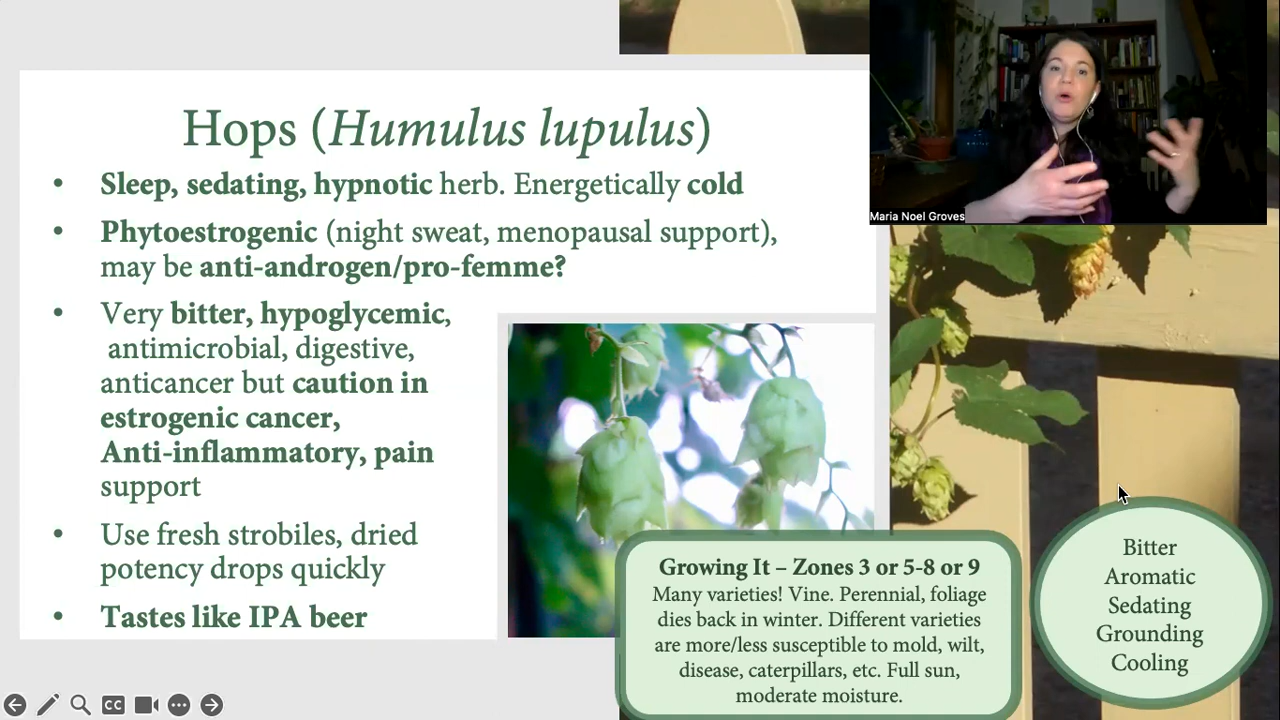 Hops (Humulus lupulus)
• Sleep, sedating, hypnotic herb. Energetically cold
• Phytoestrogenic (night sweat, menopausal support),
may be anti-androgen/pro-femme?
• Very bitter, hypoglycemic,
antimicrobial, digestive,
anticancer but caution in
estrogenic cancer,
Anti-inflammatory, pain
support
• Use fresh strobiles, dried
potency drops quickly
• Tastes like IPA beer
Maria Noel Groves
Growing It – Zones 3 or 5-8 or 9
Many varieties! Vine. Perennial, foliage
dies back in winter. Different varieties
are more/less susceptible to mold, wilt,
disease, caterpillars, etc. Full sun,
moderate moisture.
Bitter
Aromatic
Sedating
Grounding
Cooling
CC